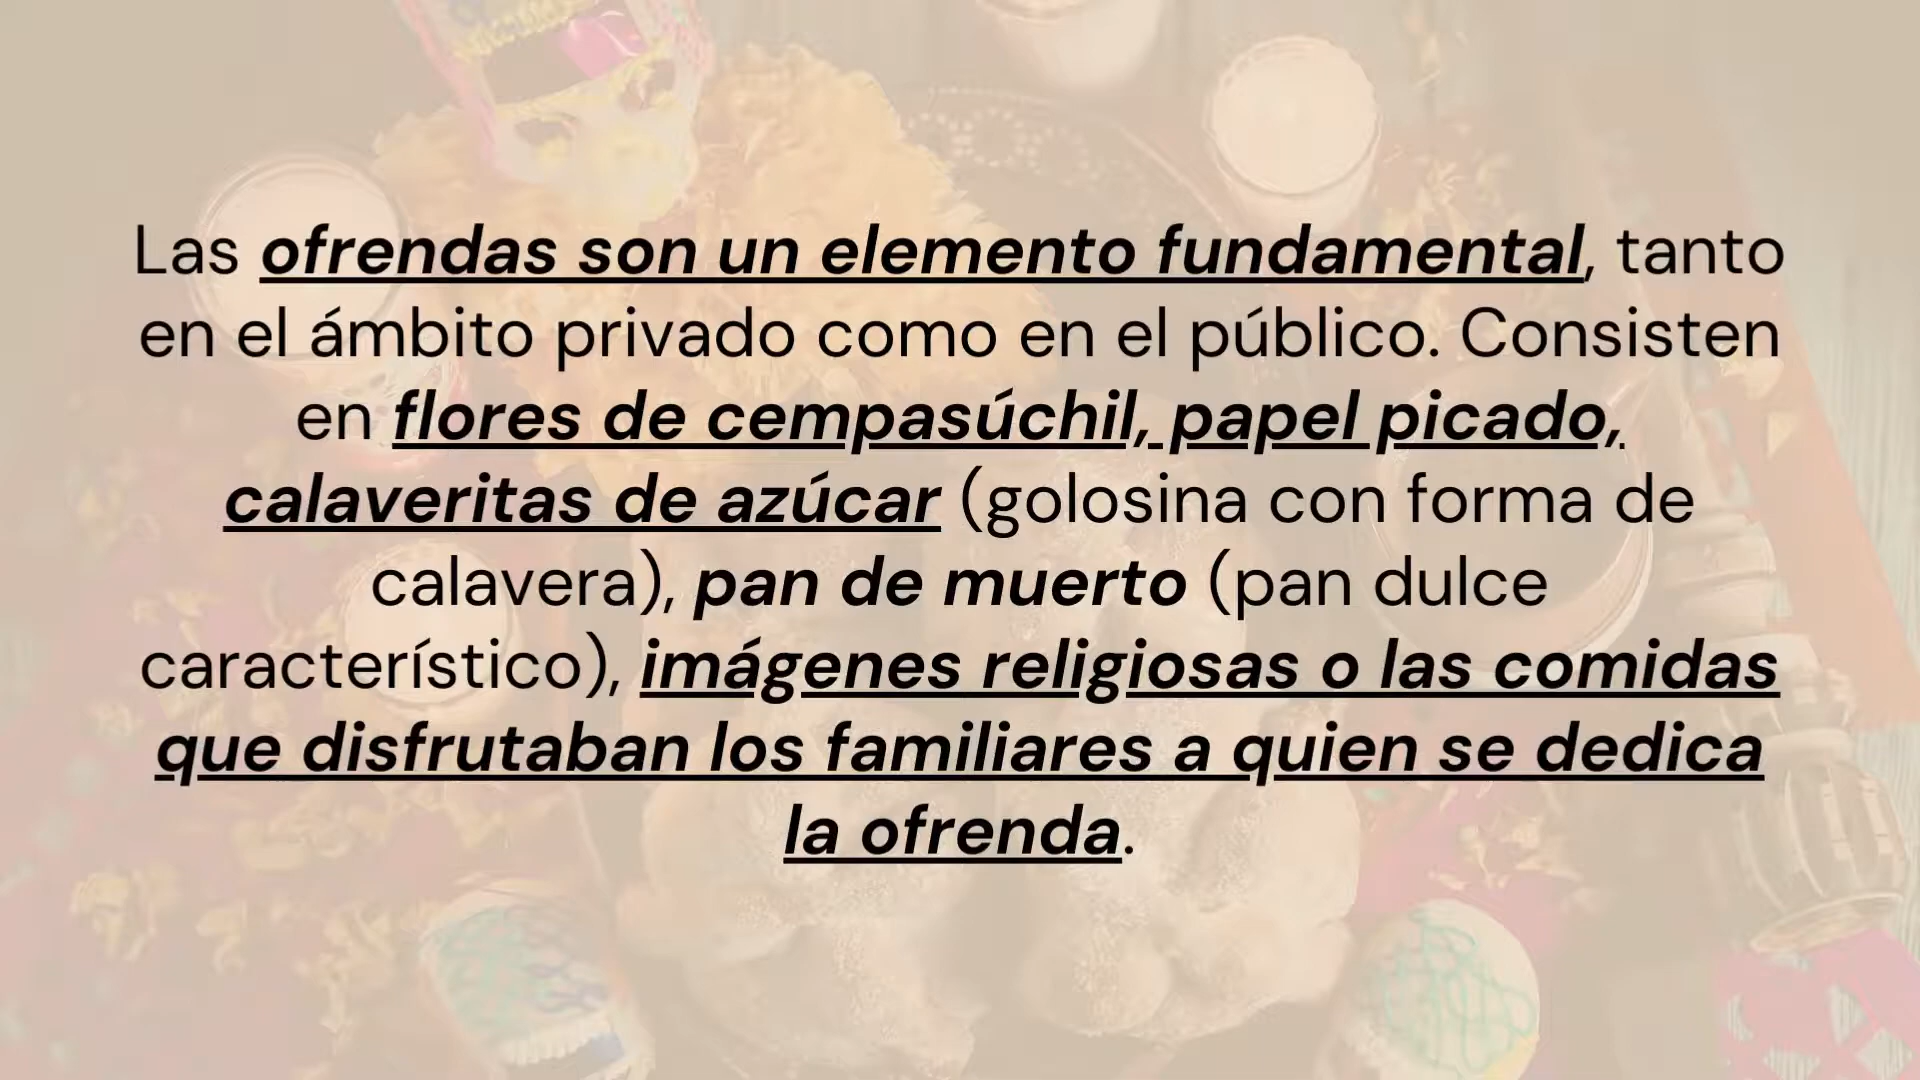 Las ofrendas son un elemento fundamental, tanto
en el ámbito privado como en el público. Consisten
en flores de cempasúchil, papel picado,
calaveritas de azúcar (golosina con forma de
calavera), pan de muerto (pan dulce
característico), imágenes religiosas o las comidas
que disfrutaban los familiares a quien se dedica
la ofrenda.